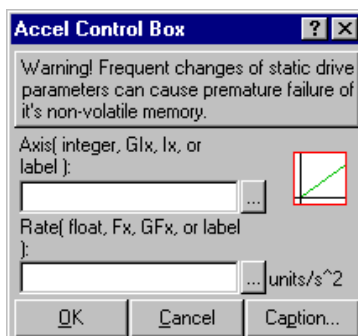 Accel Control Box
Warning! Frequent changes of static drive
parameters can cause premature failure of
it's non-volatile memory.
Axis( integer, GIx, Ix, or
label ):
...
Rate( float, Fx, GFx, or label
):
... units/s^2
OK Cancel Caption...